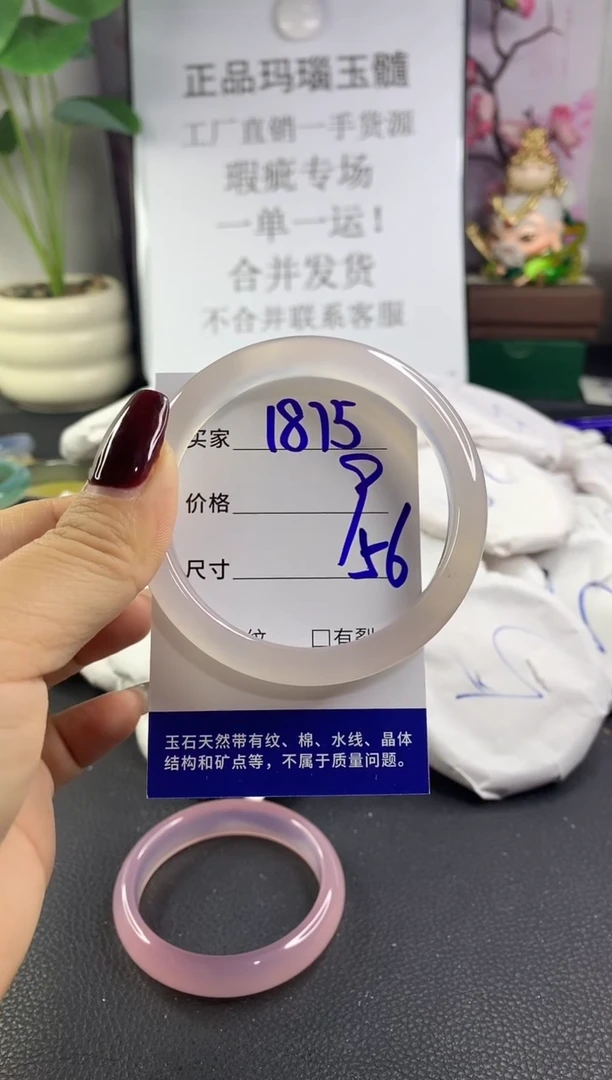 正品玛瑙玉髓
工厂直销一手货源
瑕疵专场
一单一运！
合并发货
不合并联系客服
买家 1815
价格 9
尺寸 56
纹 □有裂
玉石天然带有纹、棉、水线、晶体
结构和矿点等，不属于质量问题。